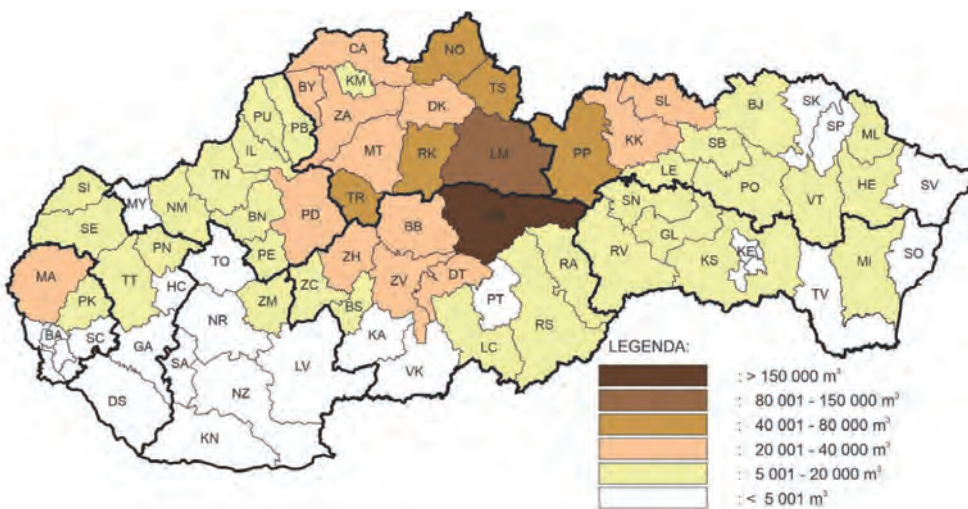 CA
NO
BY
KM
TS
DK
ZA
SL
BJ
SK
SP
PU
PB
KK
ML
RK
LM
PP
SB
IL
MT
TN
LE
PO
VT
HE
SV
SI
MY
NM
BN
PD
TR
SN
SE
BB
GL
PN
PE
RV
KS
KE
MI
SO
TO
ZH
ZV
DT
RA
MA
TT
HC
ZM
ZC
BS
PT
TV
PK
NR
RS
BA
SC
GA
KA
LC
SA
LV
VK
DS
NZ
KN
LEGENDA:
: > 150 000 m³
: 80 001 - 150 000 m³
: 40 001 - 80 000 m³
: 20 001 - 40 000 m³
: 5 001 - 20 000 m³
: < 5 001 m³